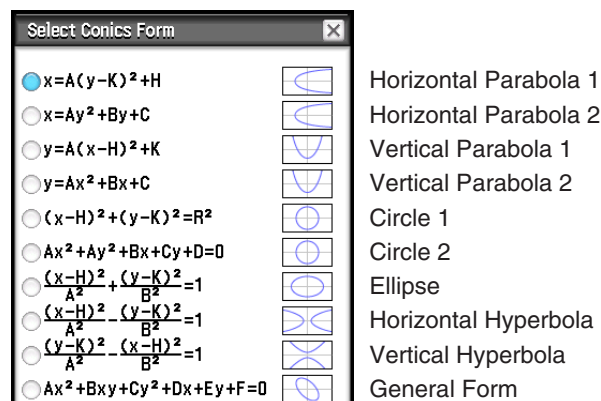 Select Conics Form
x=A(y-K)²+H Horizontal Parabola 1
x=Ay²+By+C Horizontal Parabola 2
y=A(x-H)²+K Vertical Parabola 1
y=Ax²+Bx+C Vertical Parabola 2
(x-H)²+(y-K)²=R² Circle 1
Ax²+Ay²+Bx+Cy+D=0 Circle 2
(x-H)²/A²+(y-K)²/B²=1 Ellipse
(x-H)²/A²-(y-K)²/B²=1 Horizontal Hyperbola
(y-K)²/A²-(x-H)²/B²=1 Vertical Hyperbola
Ax²+Bxy+Cy²+Dx+Ey+F=0 General Form